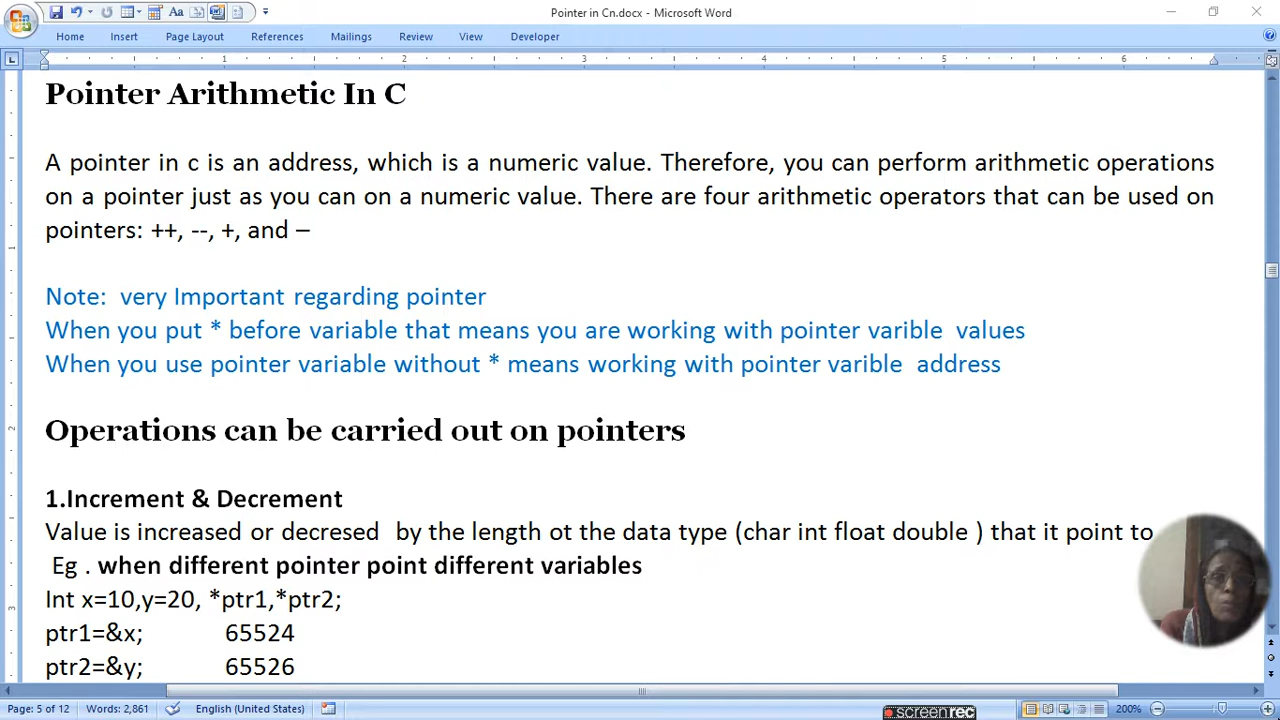 Pointer in Cn.docx - Microsoft Word
Home Insert Page Layout References Mailings Review View Developer
1 2 3 4 5 6
Pointer Arithmetic In C
A pointer in c is an address, which is a numeric value. Therefore, you can perform arithmetic operations
on a pointer just as you can on a numeric value. There are four arithmetic operators that can be used on
pointers: ++, --, +, and –
Note:  very Important regarding pointer
When you put * before variable that means you are working with pointer varible  values
When you use pointer variable without * means working with pointer varible  address
Operations can be carried out on pointers
1.Increment & Decrement
Value is increased or decresed  by the length ot the data type (char int float double ) that it point to
Eg . when different pointer point different variables
Int x=10,y=20, *ptr1,*ptr2;
ptr1=&x; 65524
ptr2=&y; 65526
Page: 5 of 12 Words: 2,861 English (United States) screenrec 200%